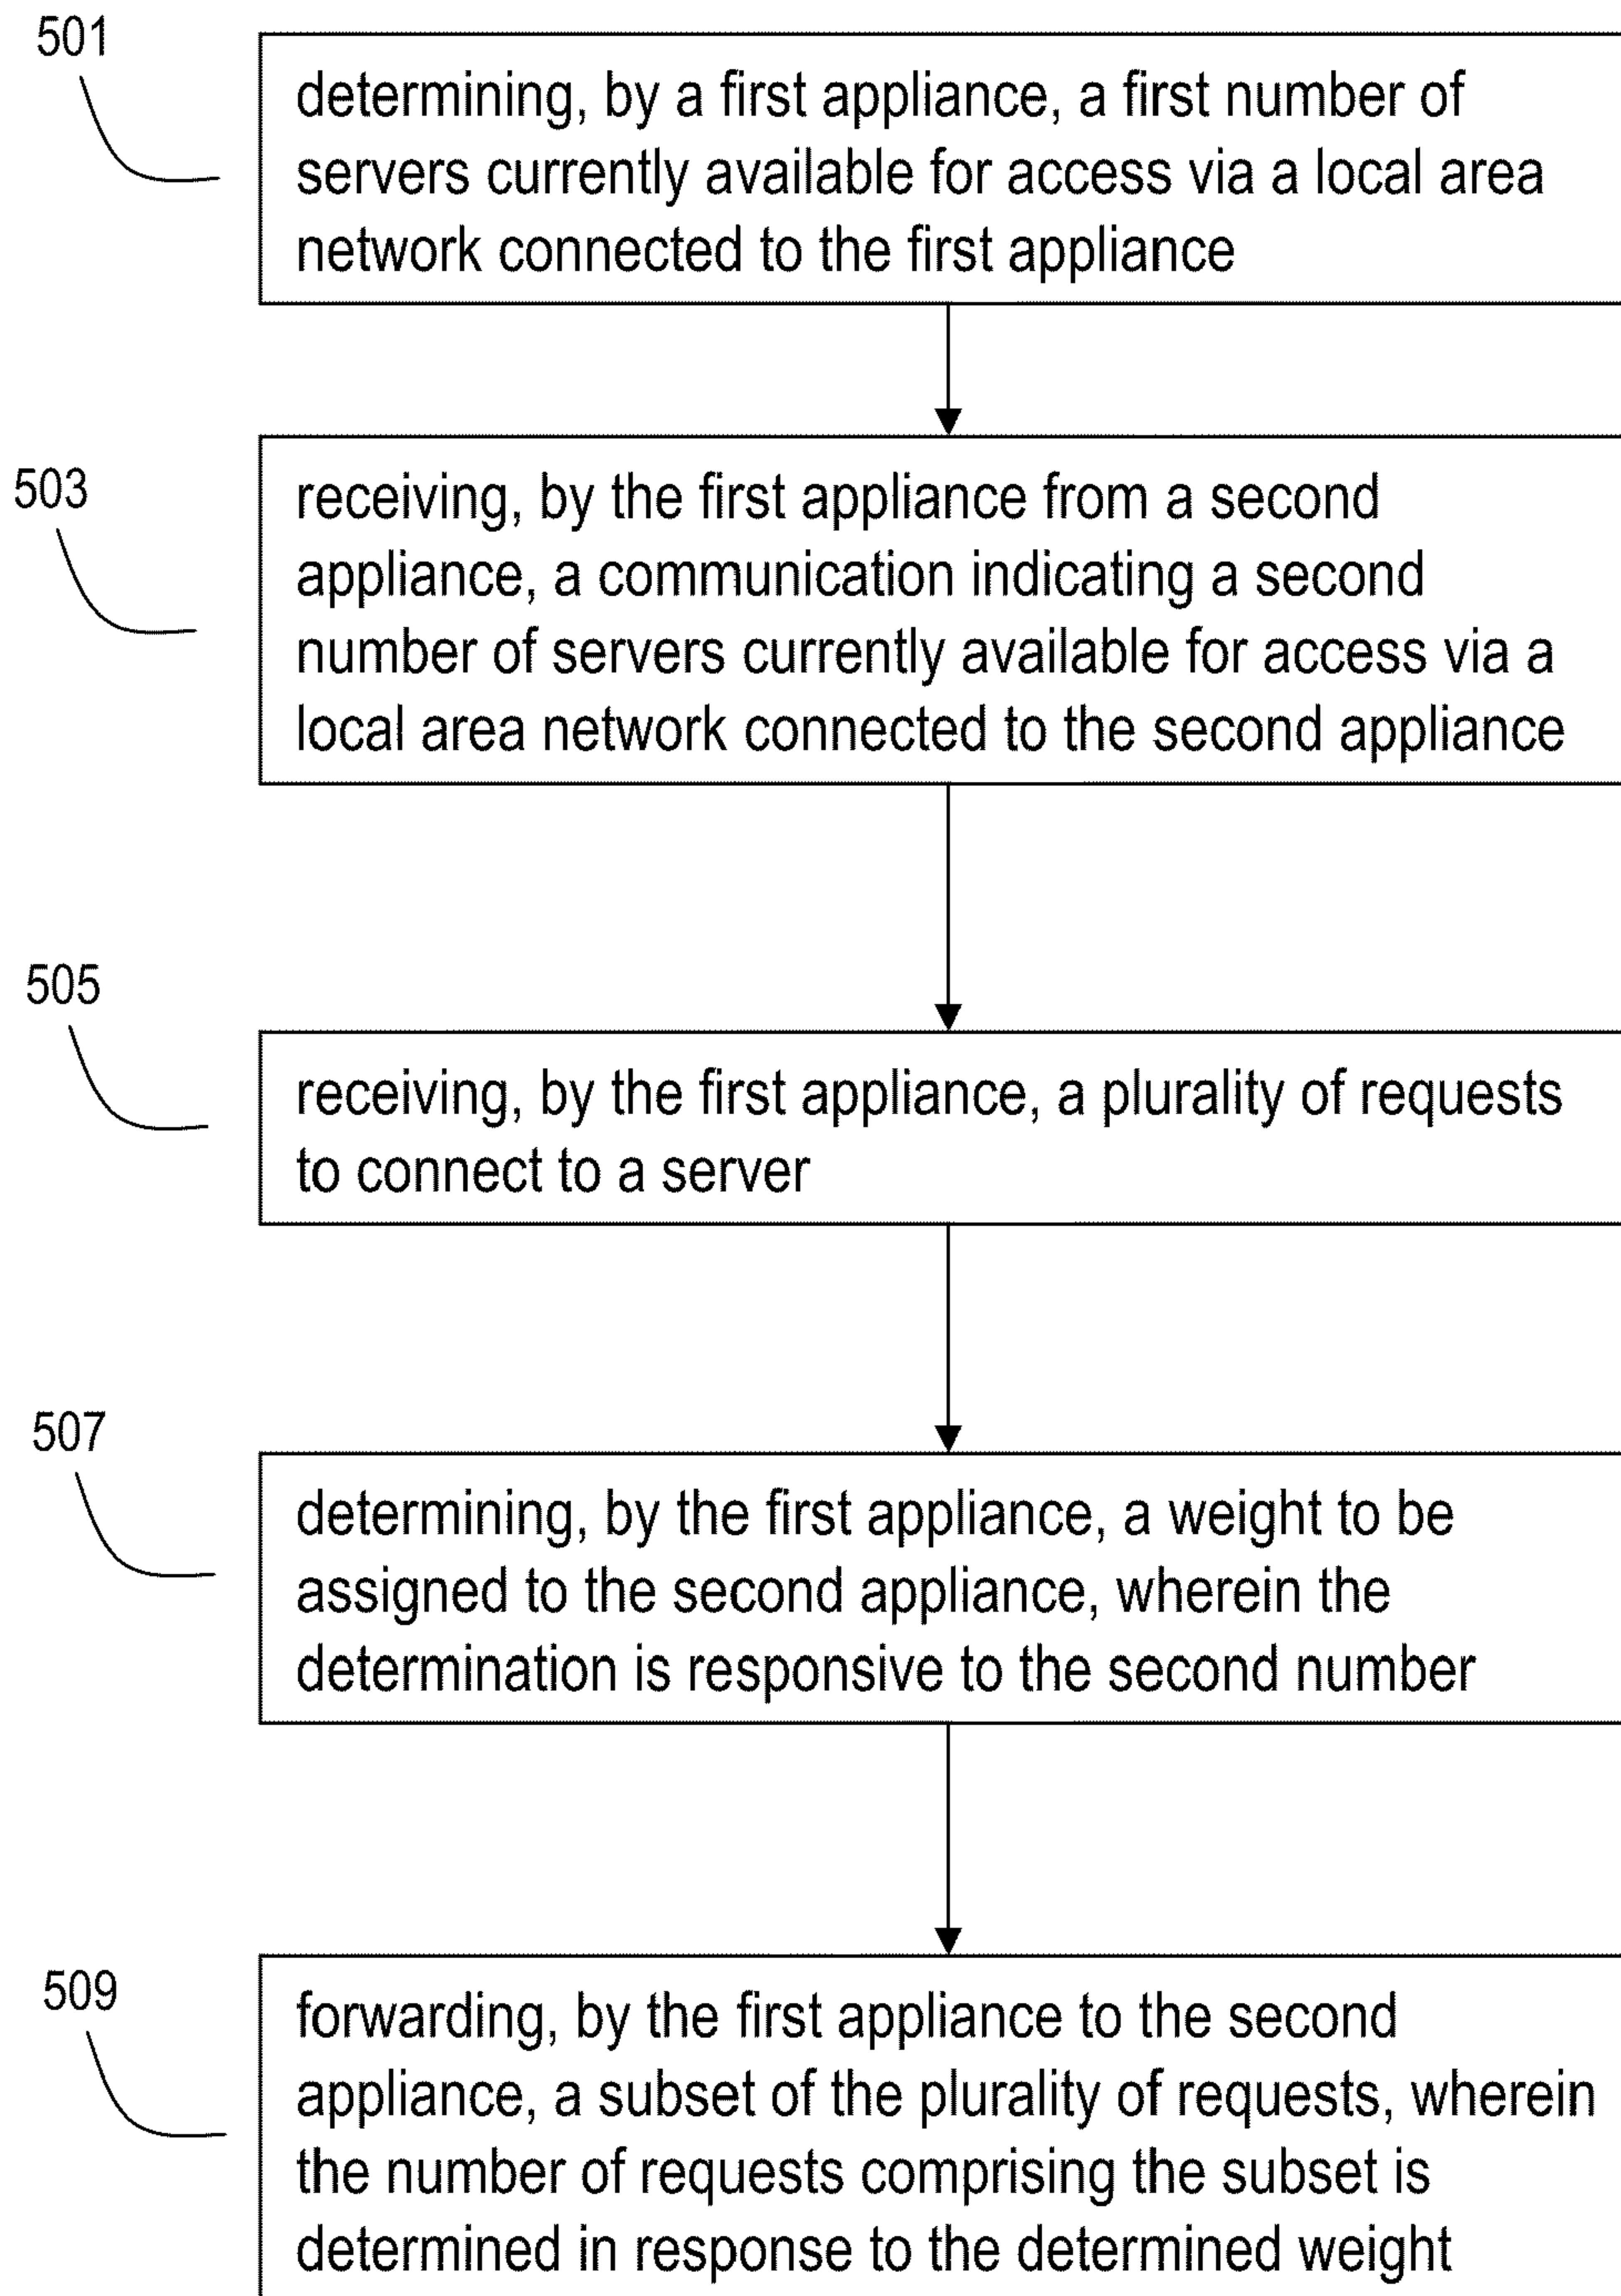 501
determining, by a first appliance, a first number of
servers currently available for access via a local area
network connected to the first appliance
503
receiving, by the first appliance from a second
appliance, a communication indicating a second
number of servers currently available for access via a
local area network connected to the second appliance
505
receiving, by the first appliance, a plurality of requests
to connect to a server
507
determining, by the first appliance, a weight to be
assigned to the second appliance, wherein the
determination is responsive to the second number
509
forwarding, by the first appliance to the second
appliance, a subset of the plurality of requests, wherein
the number of requests comprising the subset is
determined in response to the determined weight